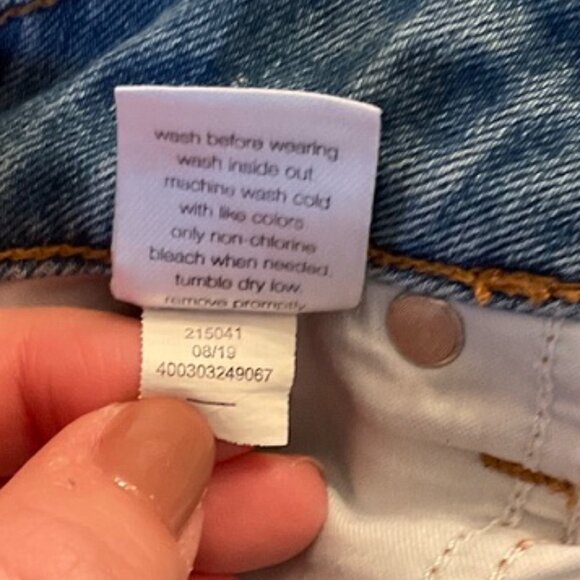 wash before wearing
wash inside out
machine wash cold
with like colors
only non-chlorine
bleach when needed.
tumble dry low.
remove promptly
215041
08/19
400303249067